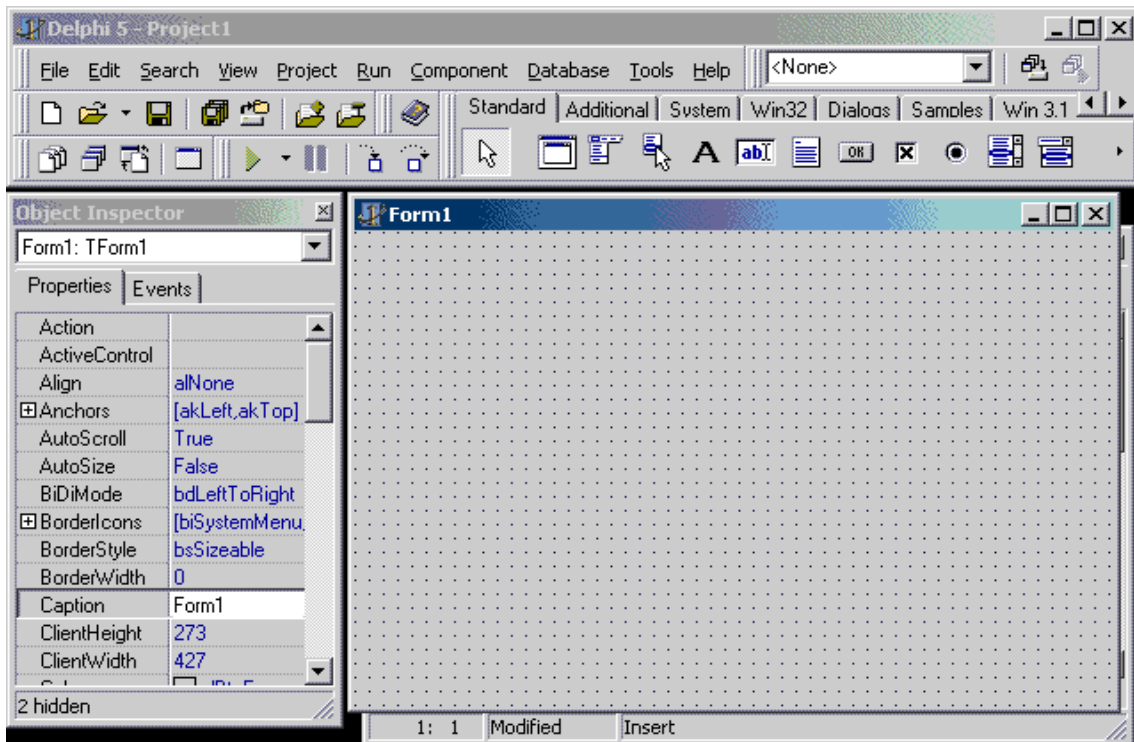 Delphi 5 - Project1
File Edit Search View Project Run Component Database Tools Help
<None>
Standard Additional System Win32 Dialogs Samples Win 3.1
A abI OK
Object Inspector
Form1: TForm1
Properties Events
Action
ActiveControl
Align alNone
Anchors [akLeft,akTop]
AutoScroll True
AutoSize False
BiDiMode bdLeftToRight
BorderIcons [biSystemMenu,
BorderStyle bsSizeable
BorderWidth 0
Caption Form1
ClientHeight 273
ClientWidth 427
2 hidden
Form1
1: 1 Modified Insert